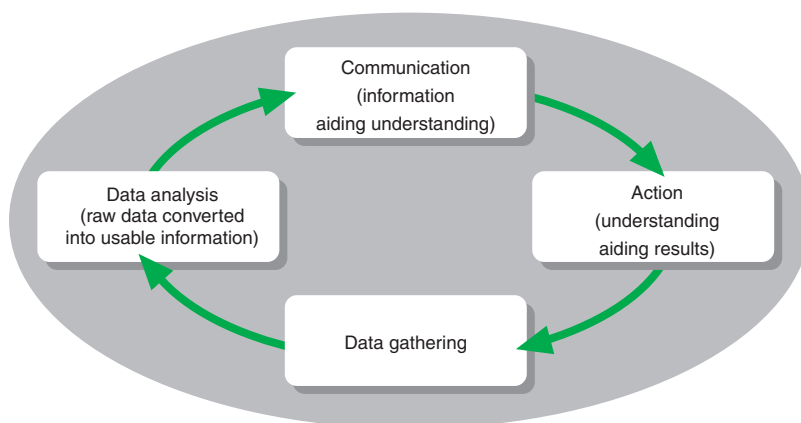 Communication
(information
aiding understanding)
Data analysis
(raw data converted
into usable information)
Action
(understanding
aiding results)
Data gathering